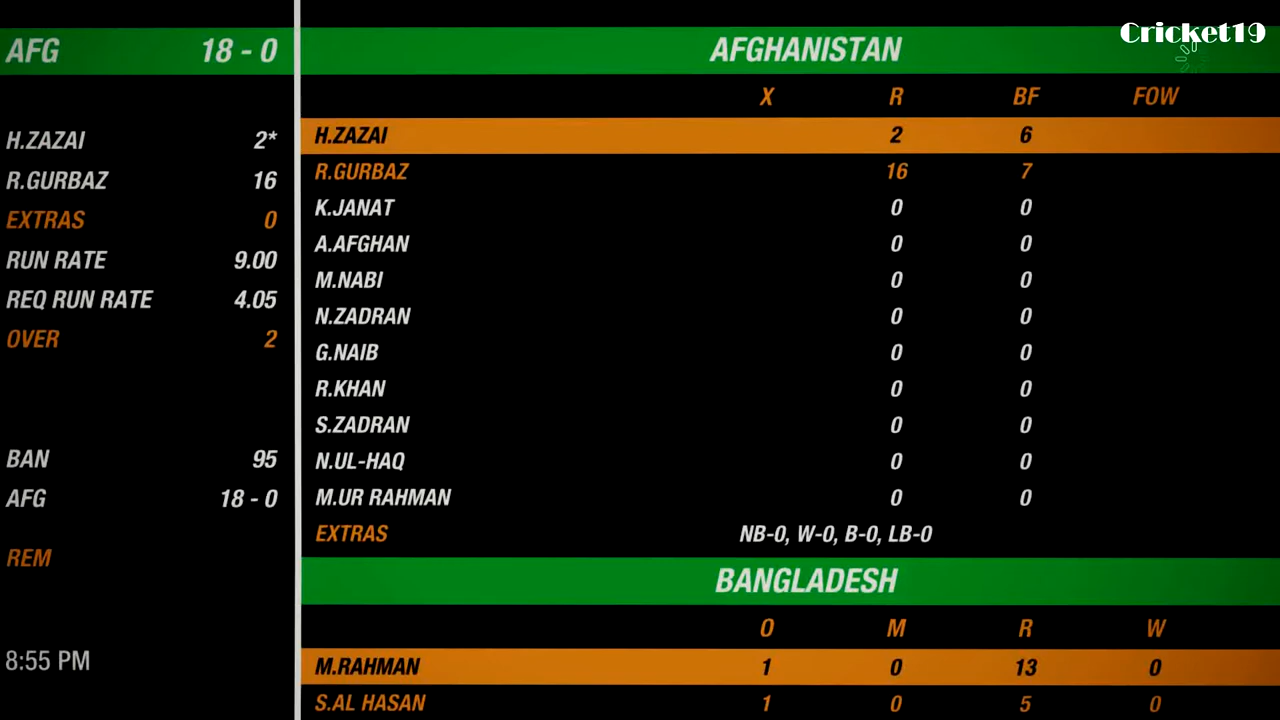 AFG 18 - 0
H.ZAZAI 2*
R.GURBAZ 16
EXTRAS 0
RUN RATE 9.00
REQ RUN RATE 4.05
OVER 2
BAN 95
AFG 18 - 0
REM
8:55 PM
AFGHANISTAN
Cricket19
X R BF FOW
H.ZAZAI 2 6
R.GURBAZ 16 7
K.JANAT 0 0
A.AFGHAN 0 0
M.NABI 0 0
N.ZADRAN 0 0
G.NAIB 0 0
R.KHAN 0 0
S.ZADRAN 0 0
N.UL-HAQ 0 0
M.UR RAHMAN 0 0
EXTRAS NB-0, W-0, B-0, LB-0
BANGLADESH
O M R W
M.RAHMAN 1 0 13 0
S.AL HASAN 1 0 5 0